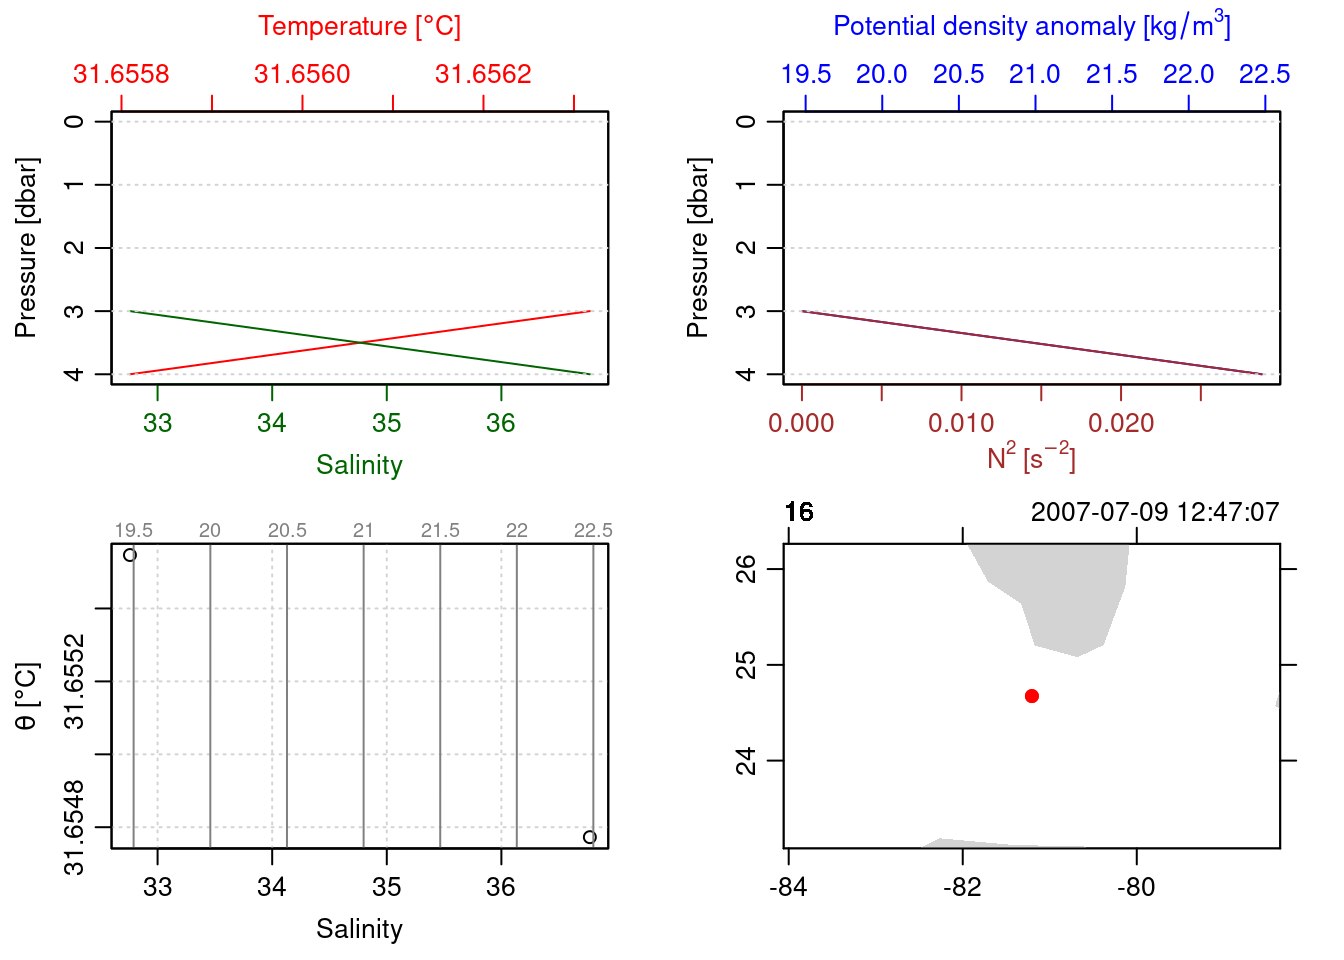 Temperature [°C]
31.6558 31.6560 31.6562
Pressure [dbar]
0
1
2
3
4
33 34 35 36
Salinity
Potential density anomaly [kg/m³]
19.5 20.0 20.5 21.0 21.5 22.0 22.5
Pressure [dbar]
0
1
2
3
4
0.000 0.010 0.020
N² [s⁻²]
19.5 20 20.5 21 21.5 22 22.5
θ [°C]
31.6552
31.6548
33 34 35 36
Salinity
16 2007-07-09 12:47:07
26
25
24
-84 -82 -80